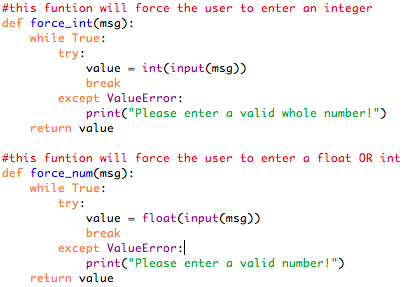 #this funtion will force the user to enter an integer
def force_int(msg):
    while True:
        try:
            value = int(input(msg))
            break
        except ValueError:
            print("Please enter a valid whole number!")
    return value
#this funtion will force the user to enter a float OR int
def force_num(msg):
    while True:
        try:
            value = float(input(msg))
            break
        except ValueError:
            print("Please enter a valid number!")
    return value